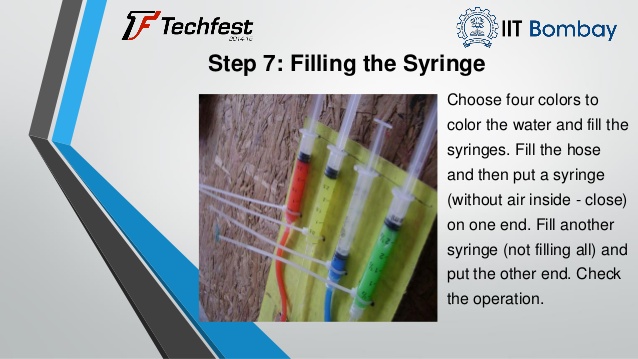 Techfest
2014-15
IIT Bombay
Step 7: Filling the Syringe
Choose four colors to
color the water and fill the
syringes. Fill the hose
and then put a syringe
(without air inside - close)
on one end. Fill another
syringe (not filling all) and
put the other end. Check
the operation.